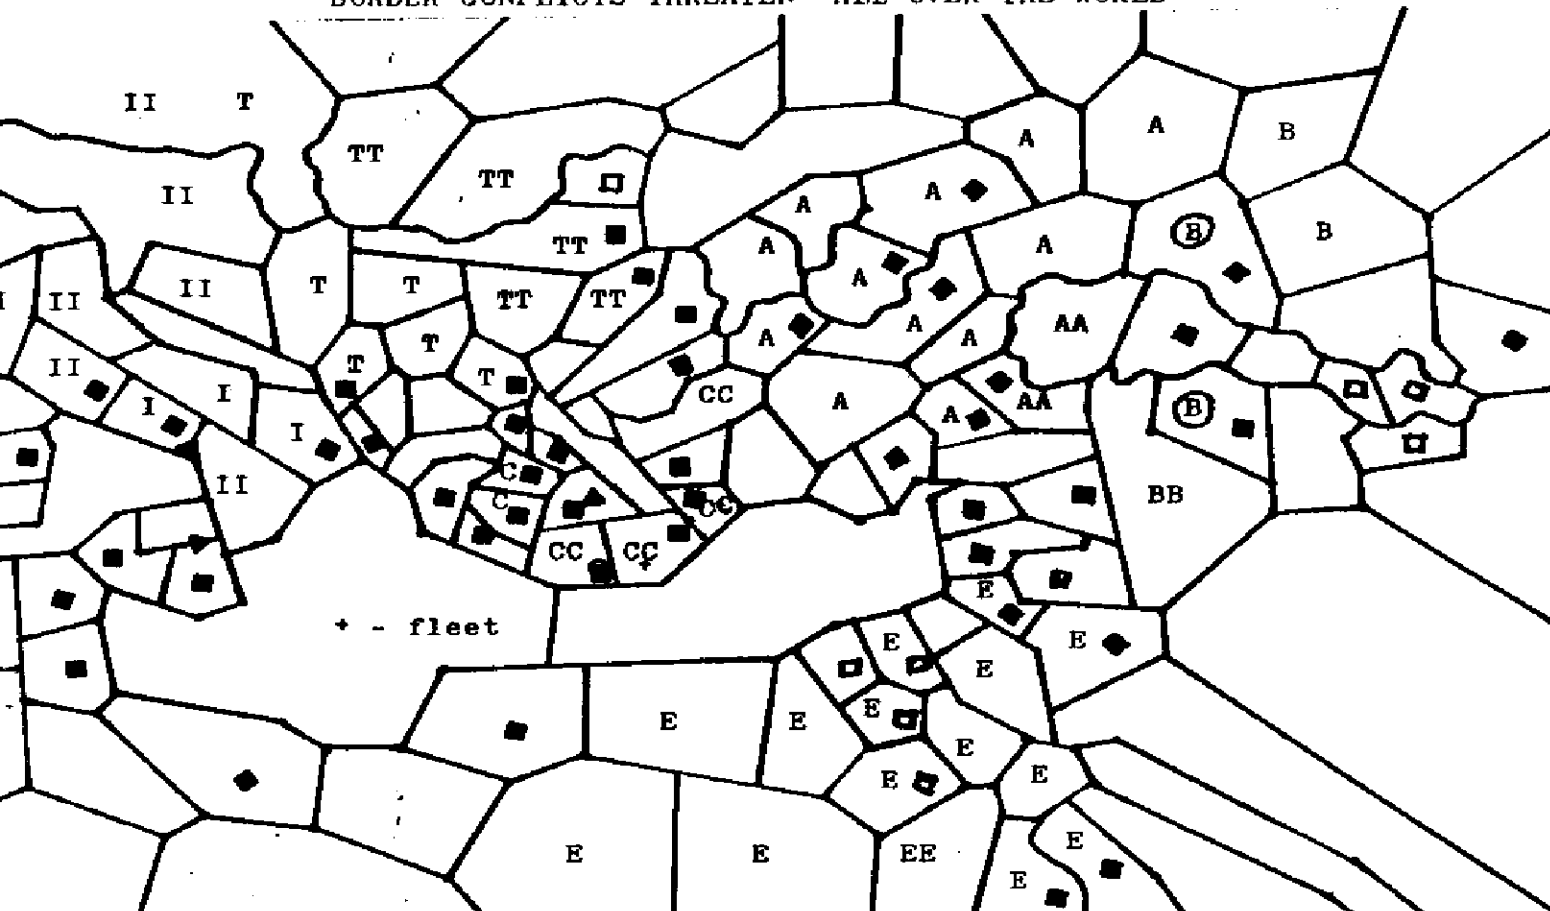 BORDER CONFLICTS THREATEN ALL OVER THE WORLD
II T
TT
A A B
TT
II
A A
B B
TT
A A A
I II II T T TT TT
A
AA
A A A
T
T
II
T
I
I
CC A
A AA
B
C
II
C
CC
BB
CC CC
E
+ - fleet
E E
E
E
E E
E
E
E
E
E E EE
E
E